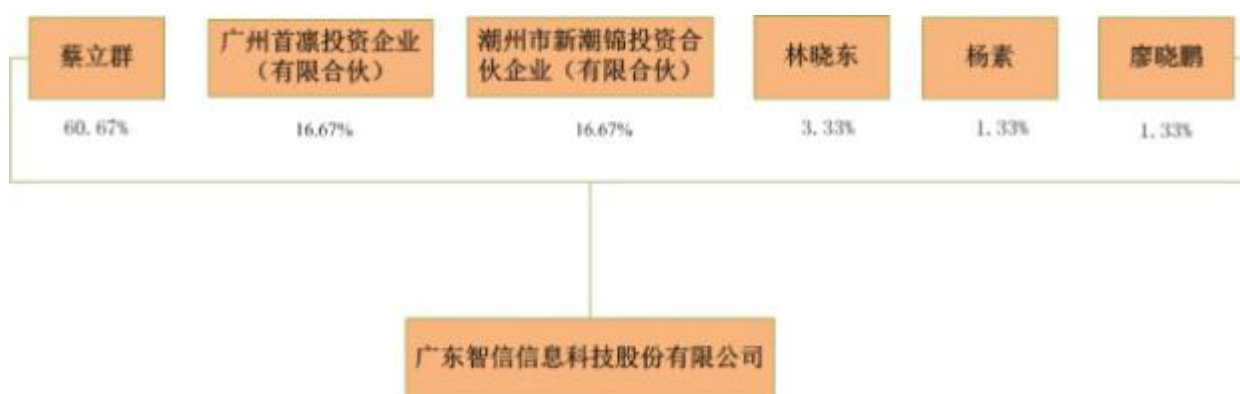 蔡立群
广州首凛投资企业
（有限合伙）
潮州市新潮锦投资合
伙企业（有限合伙）
林晓东
杨素
廖晓鹏
60.67%
16.67%
16.67%
3.33%
1.33%
1.33%
广东智信信息科技股份有限公司